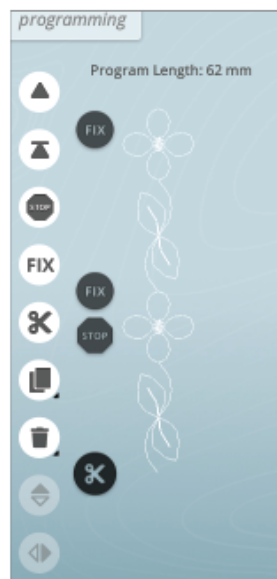 programming
Program Length: 62 mm
FIX
STOP
FIX
FIX
STOP